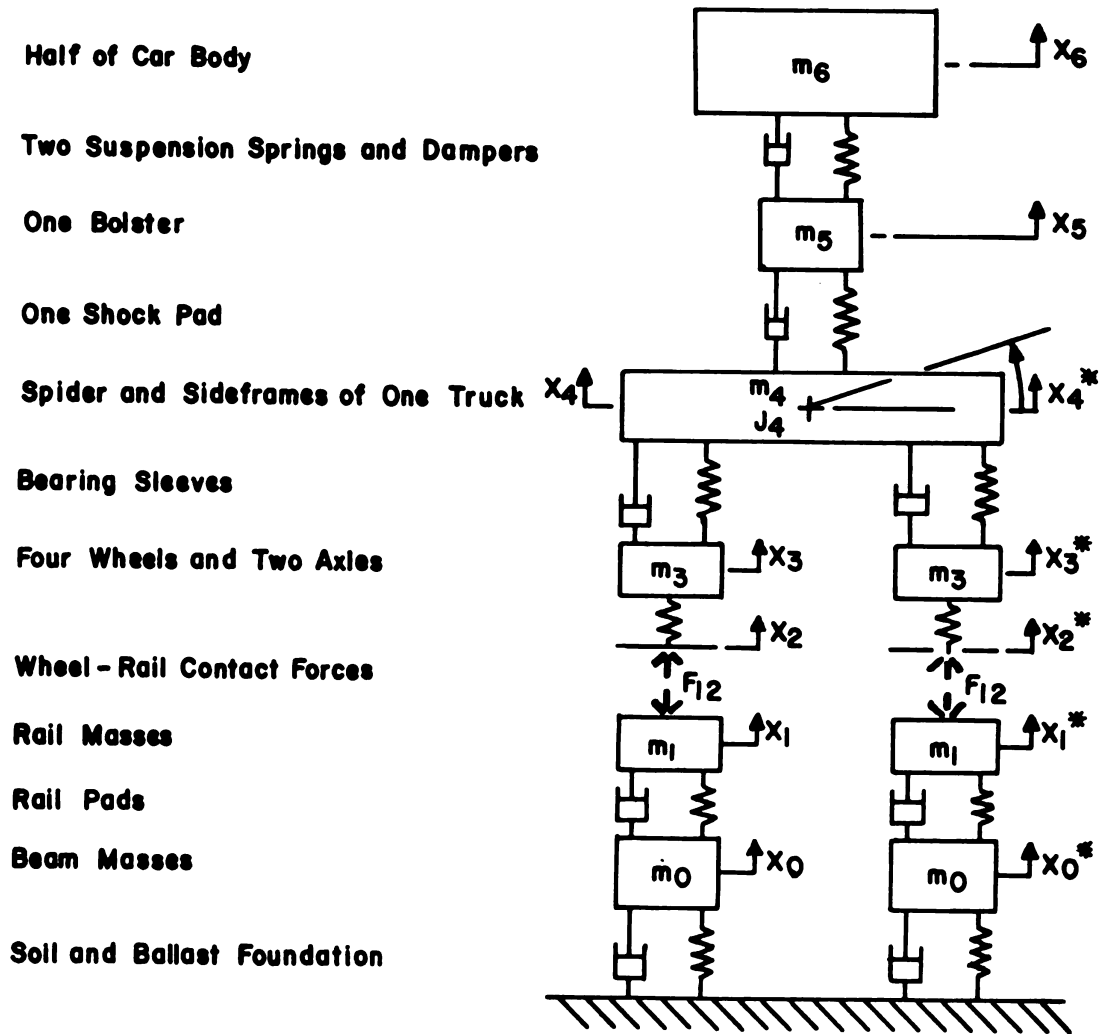 Half of Car Body
m6
X6
Two Suspension Springs and Dampers
One Bolster
m5
X5
One Shock Pad
Spider and Sideframes of One Truck
X4
m4
J4
X4*
Bearing Sleeves
Four Wheels and Two Axles
m3
X3
m3
X3*
X2
X2*
Wheel-Rail Contact Forces
F12
F12
Rail Masses
m1
X1
m1
X1*
Rail Pads
Beam Masses
m0
X0
m0
X0*
Soil and Ballast Foundation